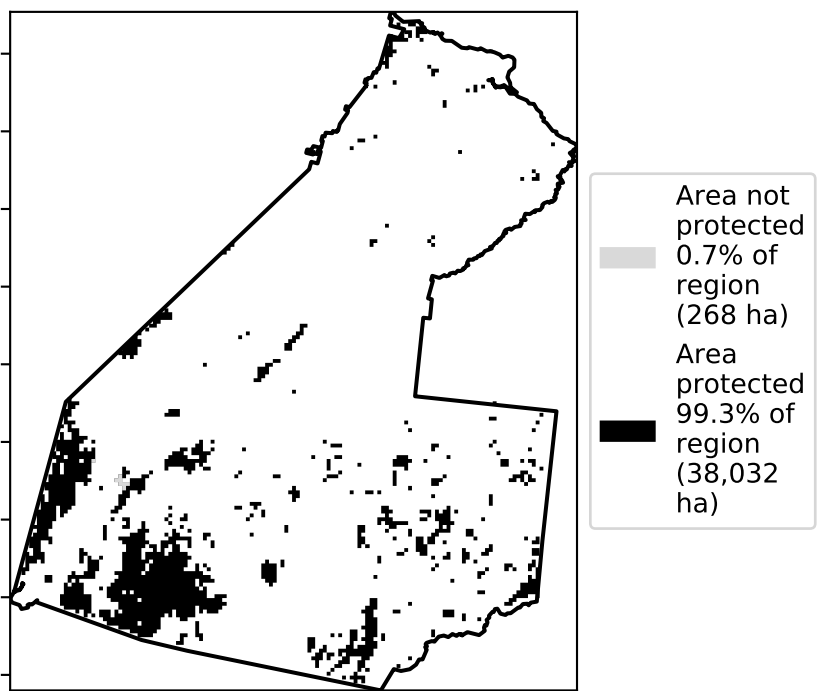 Area not
protected
0.7% of
region
(268 ha)
Area
protected
99.3% of
region
(38,032
ha)